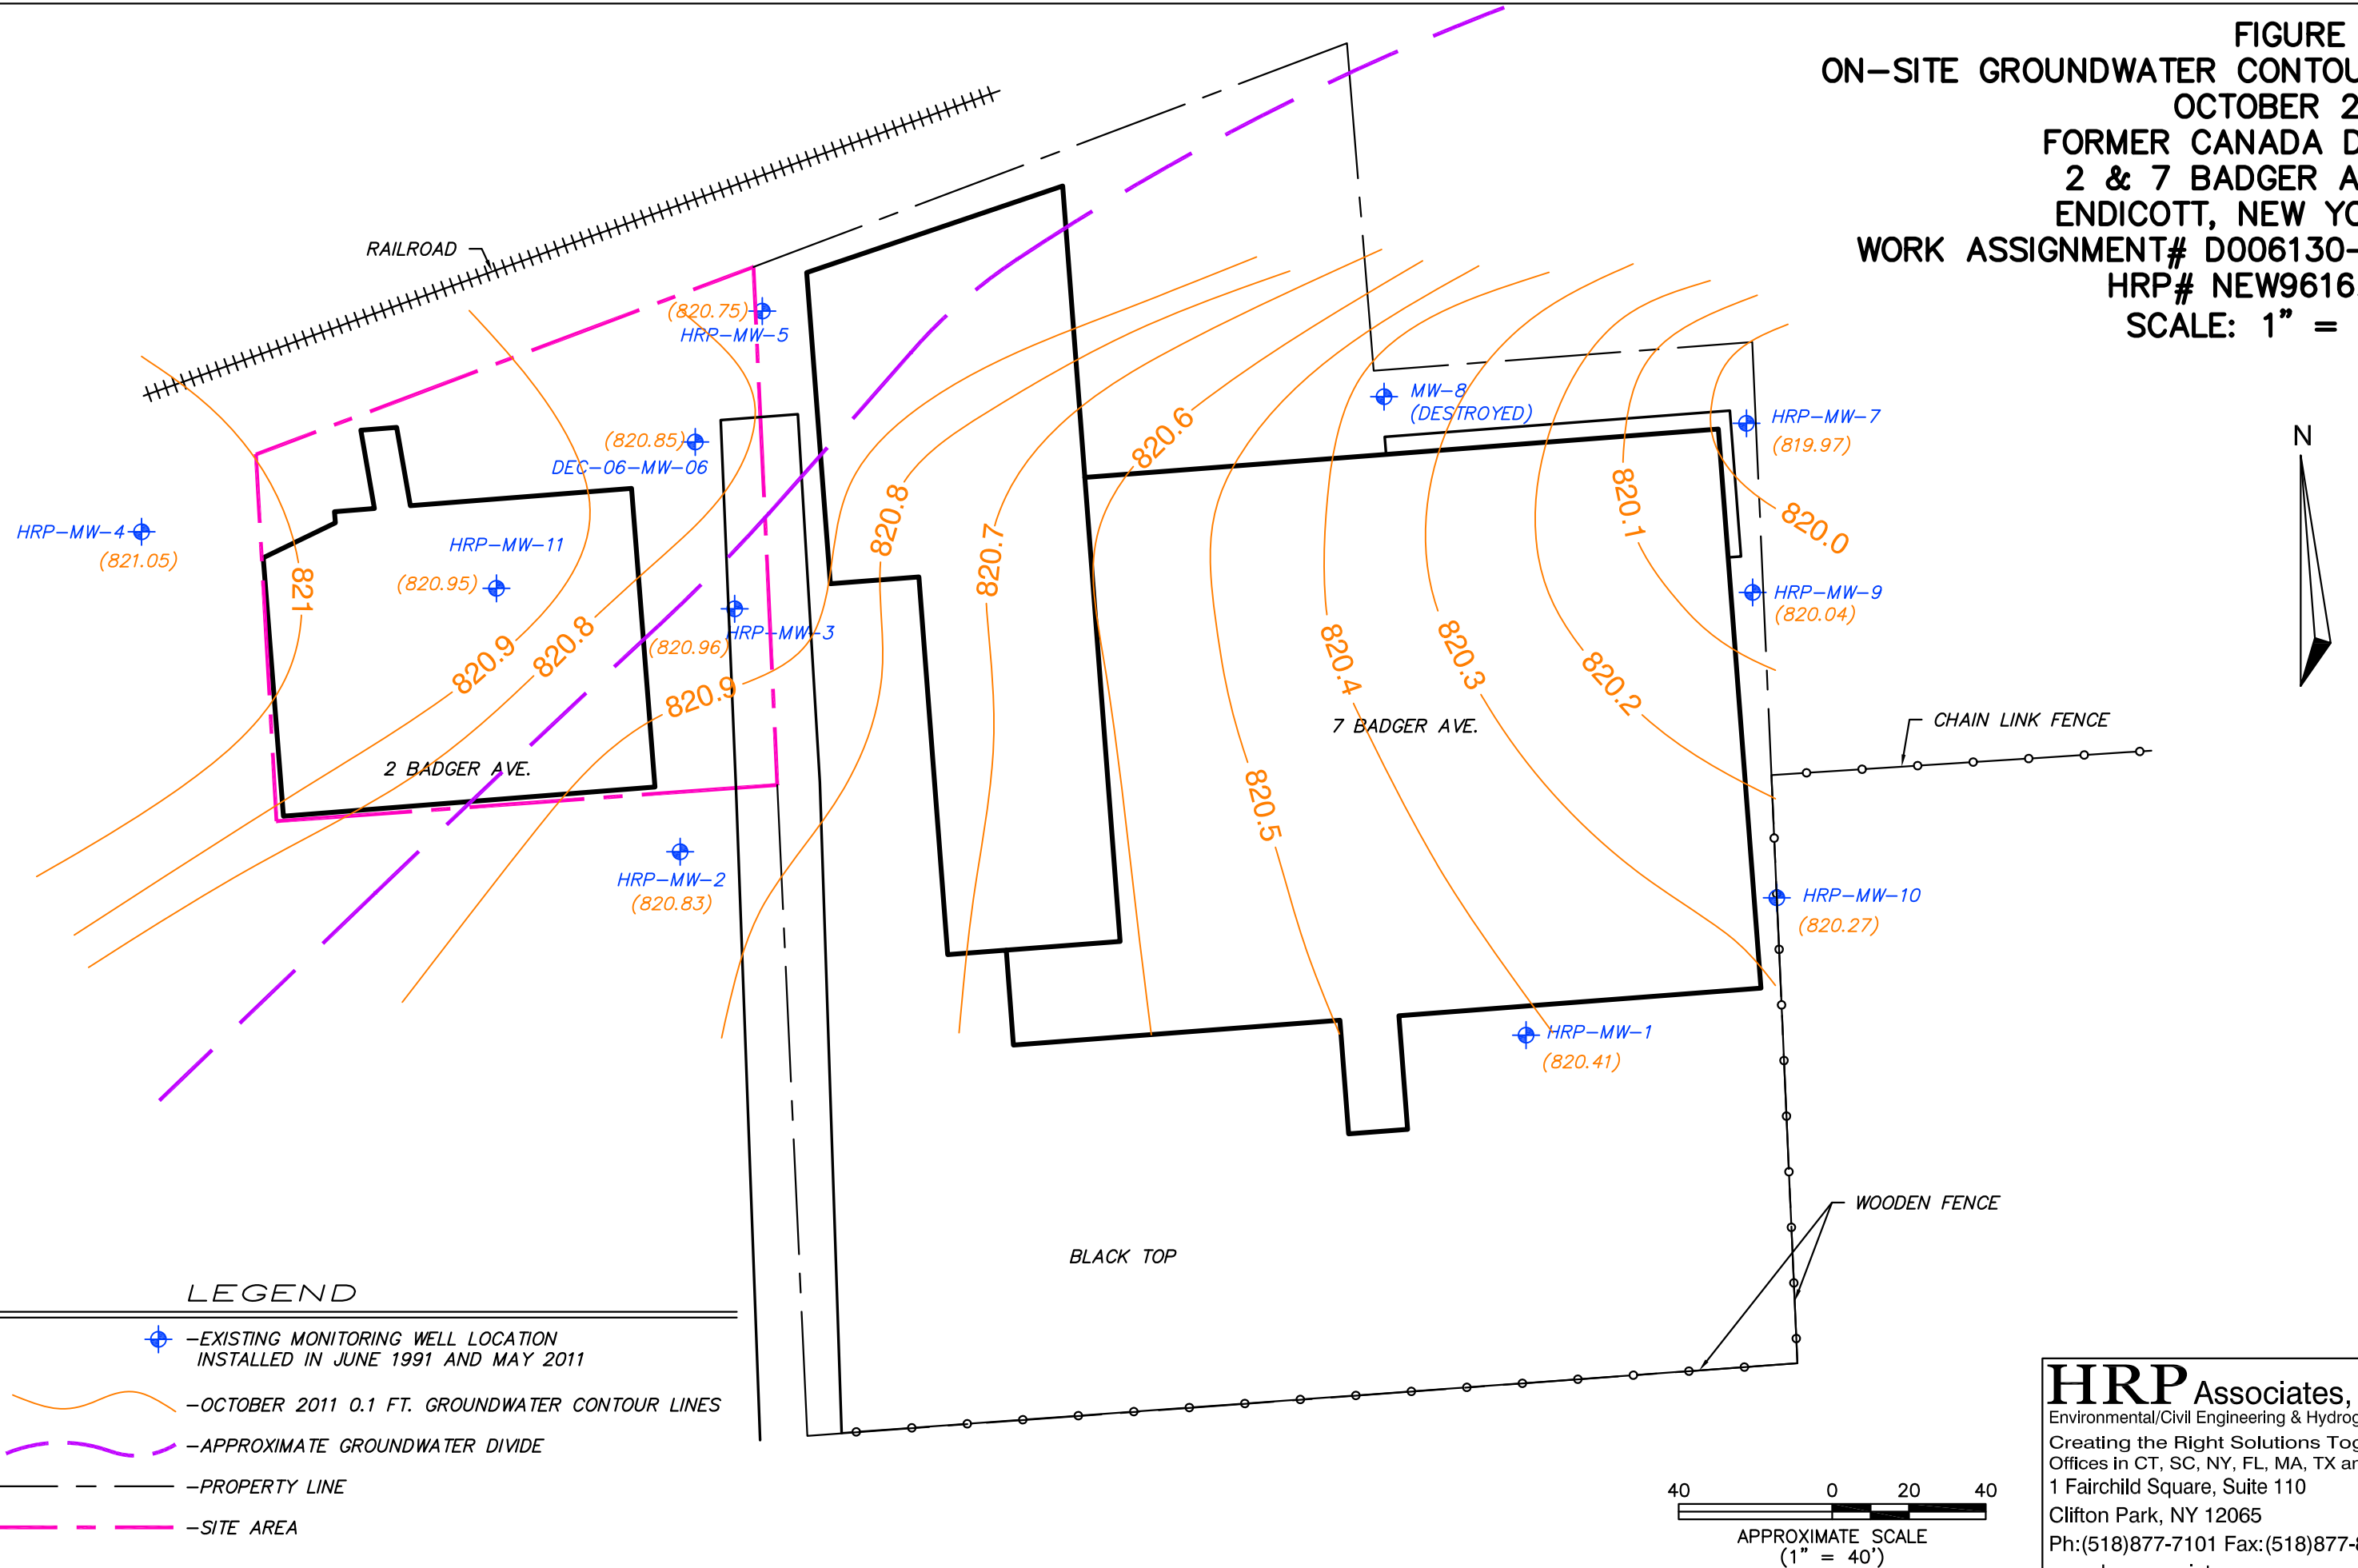 FIGURE
ON-SITE GROUNDWATER CONTOU
OCTOBER 2
FORMER CANADA D
2 & 7 BADGER A
ENDICOTT, NEW YO
WORK ASSIGNMENT# D006130-
HRP# NEW9616.
SCALE: 1" =
RAILROAD
(820.75)
HRP-MW-5
(820.85)
DEC-06-MW-06
HRP-MW-4
(821.05)
HRP-MW-11
(820.95)
821
820.9
820.8
HRP-MW-3
(820.96)
820.9
2 BADGER AVE.
HRP-MW-2
(820.83)
820.8
820.7
820.6
820.5
820.4
820.3
820.2
820.1
820.0
MW-8
(DESTROYED)
HRP-MW-7
(819.97)
HRP-MW-9
(820.04)
7 BADGER AVE.
N
CHAIN LINK FENCE
HRP-MW-10
(820.27)
HRP-MW-1
(820.41)
WOODEN FENCE
BLACK TOP
LEGEND
-EXISTING MONITORING WELL LOCATION
INSTALLED IN JUNE 1991 AND MAY 2011
-OCTOBER 2011 0.1 FT. GROUNDWATER CONTOUR LINES
-APPROXIMATE GROUNDWATER DIVIDE
-PROPERTY LINE
-SITE AREA
40 0 20 40
APPROXIMATE SCALE
(1" = 40')
HRP Associates,
Environmental/Civil Engineering & Hydrog
Creating the Right Solutions Tog
Offices in CT, SC, NY, FL, MA, TX an
1 Fairchild Square, Suite 110
Clifton Park, NY 12065
Ph:(518)877-7101 Fax:(518)877-8